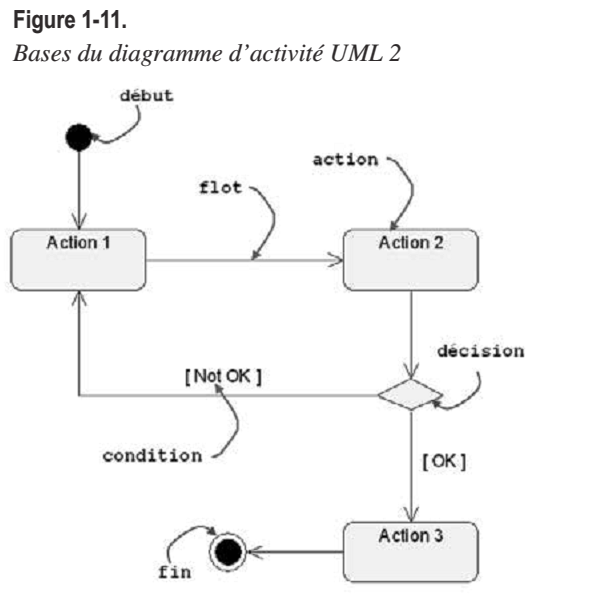 Figure 1-11.
Bases du diagramme d'activité UML 2
début
action
flot
Action 1
Action 2
décision
[ Not OK ]
condition
[ OK ]
Action 3
fin